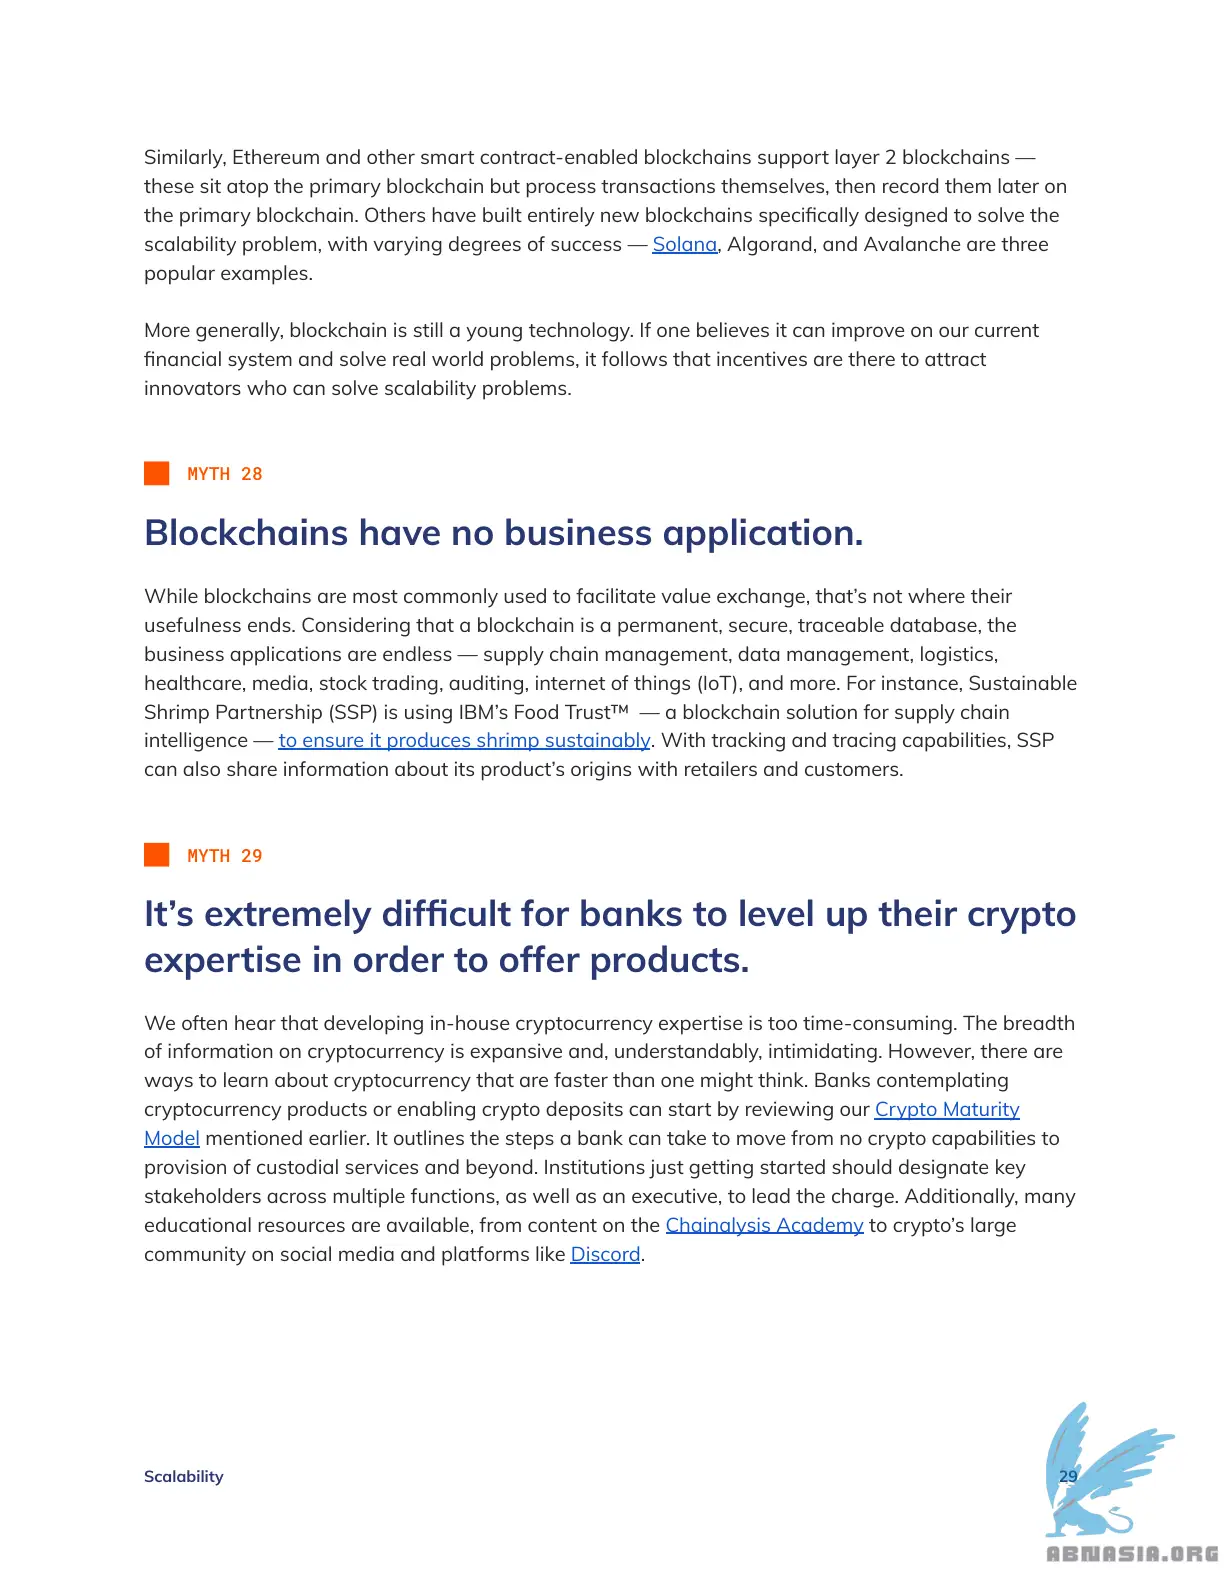 Similarly, Ethereum and other smart contract-enabled blockchains support layer 2 blockchains —
these sit atop the primary blockchain but process transactions themselves, then record them later on
the primary blockchain. Others have built entirely new blockchains specifically designed to solve the
scalability problem, with varying degrees of success — Solana, Algorand, and Avalanche are three
popular examples.
More generally, blockchain is still a young technology. If one believes it can improve on our current
financial system and solve real world problems, it follows that incentives are there to attract
innovators who can solve scalability problems.
MYTH 28
Blockchains have no business application.
While blockchains are most commonly used to facilitate value exchange, that’s not where their
usefulness ends. Considering that a blockchain is a permanent, secure, traceable database, the
business applications are endless — supply chain management, data management, logistics,
healthcare, media, stock trading, auditing, internet of things (IoT), and more. For instance, Sustainable
Shrimp Partnership (SSP) is using IBM’s Food Trust™ — a blockchain solution for supply chain
intelligence — to ensure it produces shrimp sustainably. With tracking and tracing capabilities, SSP
can also share information about its product’s origins with retailers and customers.
MYTH 29
It’s extremely difficult for banks to level up their crypto
expertise in order to offer products.
We often hear that developing in-house cryptocurrency expertise is too time-consuming. The breadth
of information on cryptocurrency is expansive and, understandably, intimidating. However, there are
ways to learn about cryptocurrency that are faster than one might think. Banks contemplating
cryptocurrency products or enabling crypto deposits can start by reviewing our Crypto Maturity
Model mentioned earlier. It outlines the steps a bank can take to move from no crypto capabilities to
provision of custodial services and beyond. Institutions just getting started should designate key
stakeholders across multiple functions, as well as an executive, to lead the charge. Additionally, many
educational resources are available, from content on the Chainalysis Academy to crypto’s large
community on social media and platforms like Discord.
Scalability
29
ABNASIA.ORG